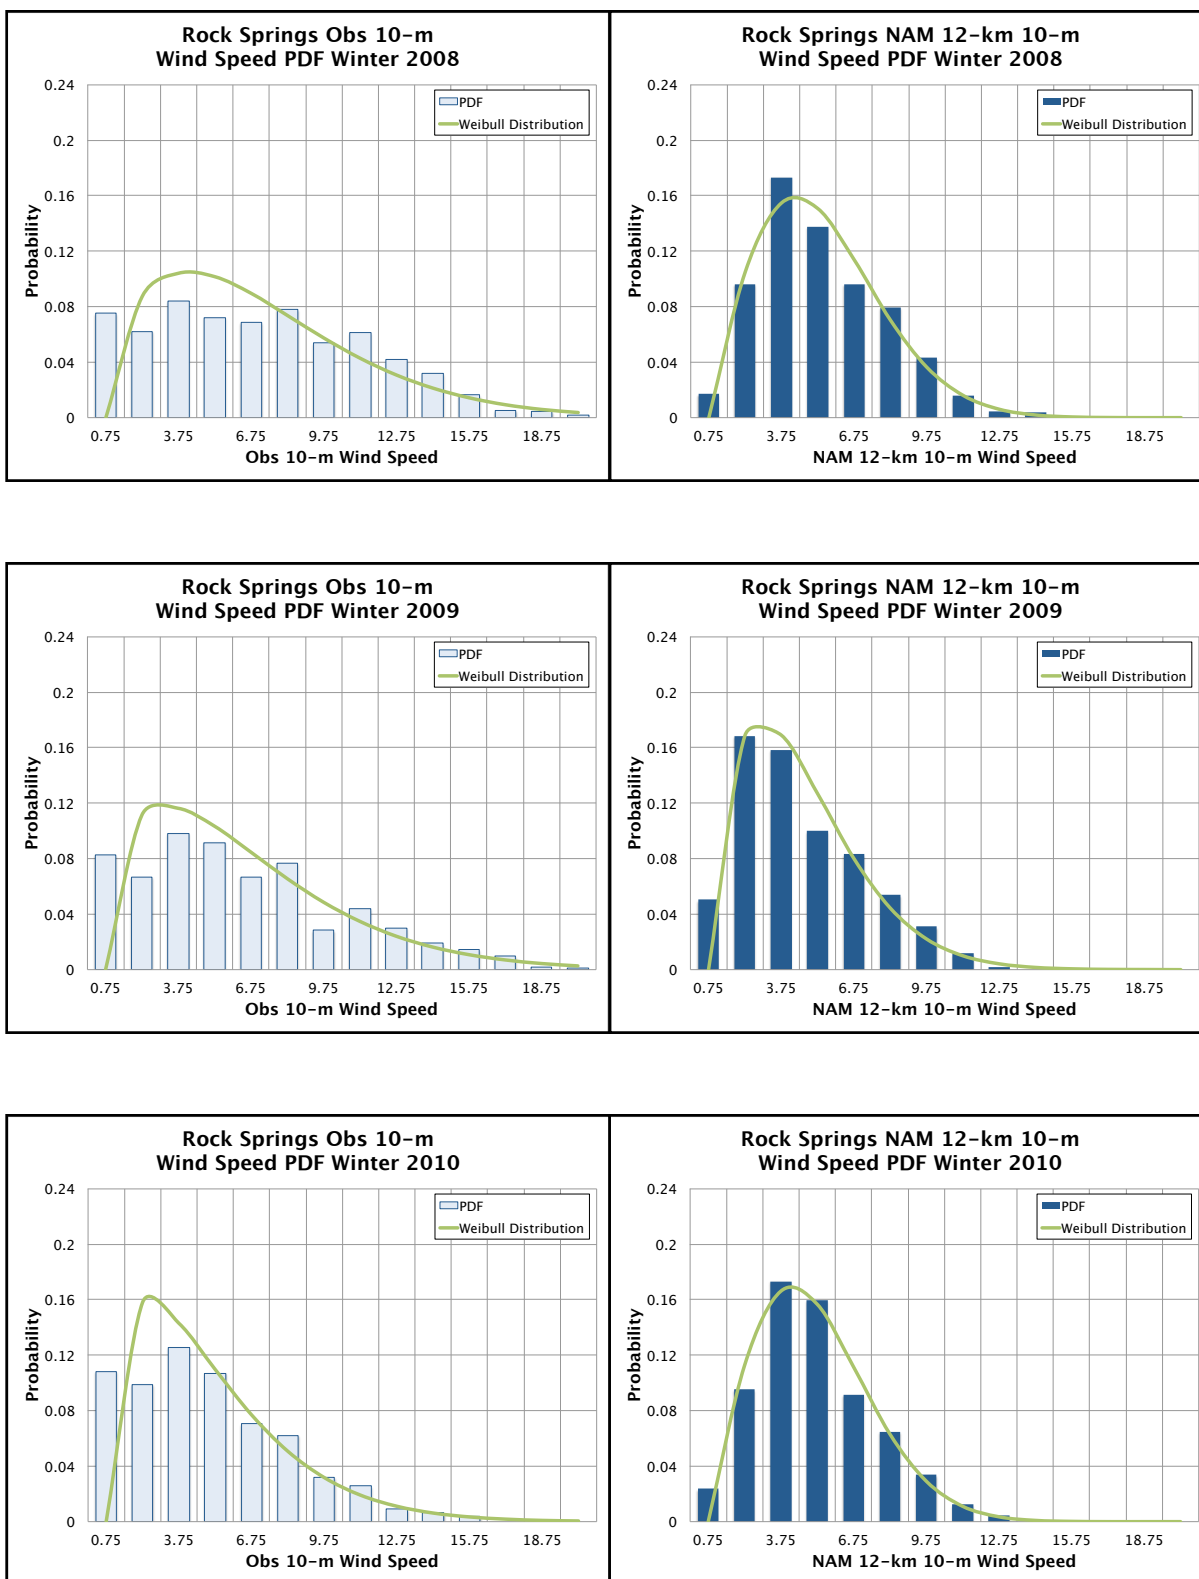 Rock Springs Obs 10-m
Wind Speed PDF Winter 2008
0.24
0.2
0.16
0.12
0.08
0.04
0
Probability
PDF
Weibull Distribution
0.75 3.75 6.75 9.75 12.75 15.75 18.75
Obs 10-m Wind Speed
Rock Springs NAM 12-km 10-m
Wind Speed PDF Winter 2008
0.24
0.2
0.16
0.12
0.08
0.04
0
Probability
PDF
Weibull Distribution
0.75 3.75 6.75 9.75 12.75 15.75 18.75
NAM 12-km 10-m Wind Speed
Rock Springs Obs 10-m
Wind Speed PDF Winter 2009
0.24
0.2
0.16
0.12
0.08
0.04
0
Probability
PDF
Weibull Distribution
0.75 3.75 6.75 9.75 12.75 15.75 18.75
Obs 10-m Wind Speed
Rock Springs NAM 12-km 10-m
Wind Speed PDF Winter 2009
0.24
0.2
0.16
0.12
0.08
0.04
0
Probability
PDF
Weibull Distribution
0.75 3.75 6.75 9.75 12.75 15.75 18.75
NAM 12-km 10-m Wind Speed
Rock Springs Obs 10-m
Wind Speed PDF Winter 2010
0.24
0.2
0.16
0.12
0.08
0.04
0
Probability
PDF
Weibull Distribution
0.75 3.75 6.75 9.75 12.75 15.75 18.75
Obs 10-m Wind Speed
Rock Springs NAM 12-km 10-m
Wind Speed PDF Winter 2010
0.24
0.2
0.16
0.12
0.08
0.04
0
Probability
PDF
Weibull Distribution
0.75 3.75 6.75 9.75 12.75 15.75 18.75
NAM 12-km 10-m Wind Speed